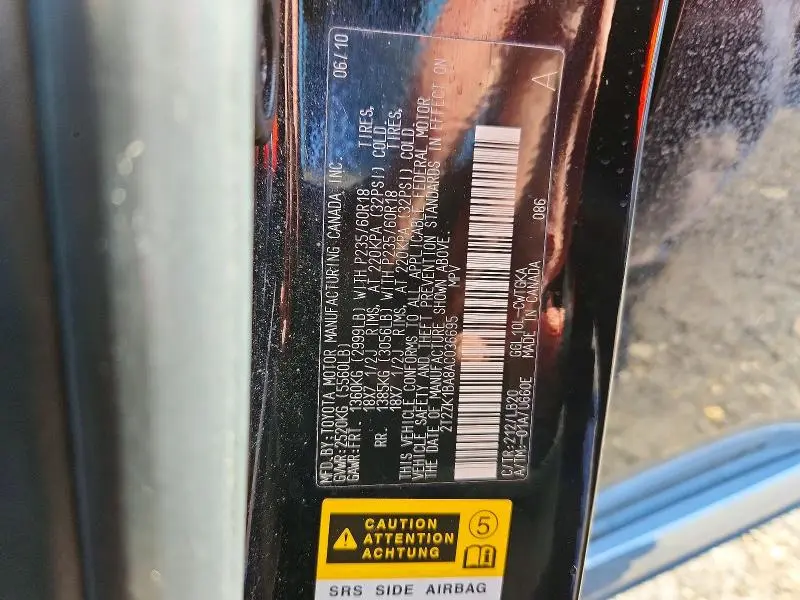 MFD.BY:TOYOTA MOTOR MANUFACTURING CANADA, INC. 06/10
GVWR:2520KG (5560LB)
GAWR:FRT. 1360KG (2999LB) WITH P235/60R18 TIRES,
18X7 1/2J RIMS, AT 220KPA (32PSI) COLD
RR. 1385KG (3056LB) WITH P235/60R18 TIRES,
18X7 1/2J RIMS, AT 220KPA (32PSI) COLD
THIS VEHICLE CONFORMS TO ALL APPLICABLE FEDERAL MOTOR
VEHICLE SAFETY AND THEFT PREVENTION STANDARDS IN EFFECT ON
THE DATE OF MANUFACTURE SHOWN ABOVE.
2T2ZK1BA8AC036695 MPV
C/TR:212/LB20 GGL10L-CWTGKA 086
A/TM-01A/U660E MADE IN CANADA
A
CAUTION
ATTENTION
ACHTUNG
5
SRS SIDE AIRBAG